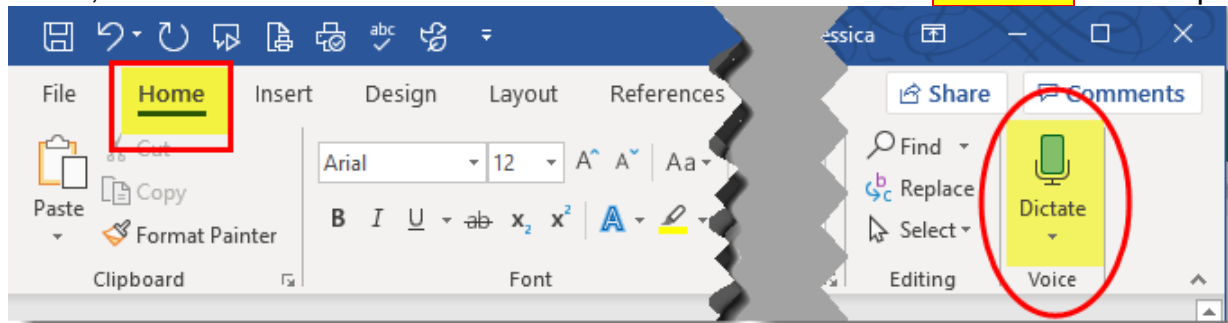 abc
essica
File Home Insert Design Layout References Share Comments
Cut
Copy
Paste
Format Painter
Clipboard
Arial 12 A A Aa
B I U ab x2 x2 A
Font
Find
Replace
Select
Editing
Dictate
Voice